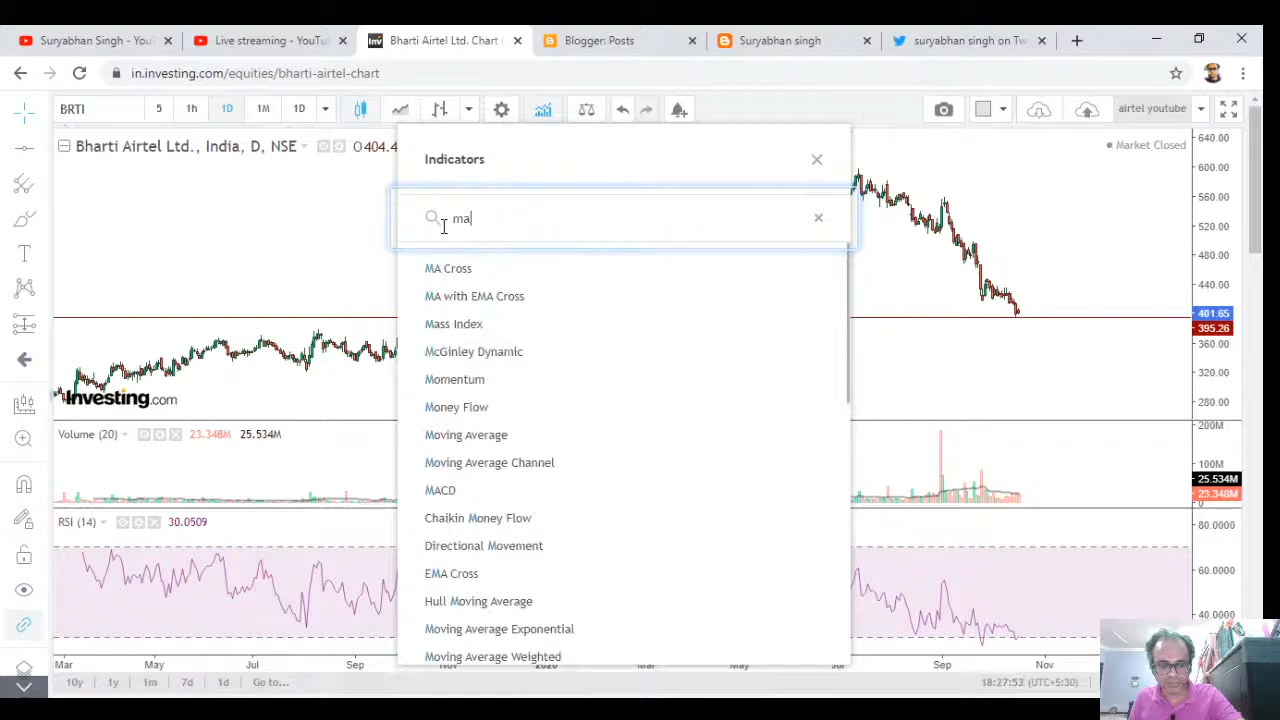 Suryabhan Singh - YouT
Live streaming - YouTu
Inv Bharti Airtel Ltd. Chart (
Blogger: Posts
Suryabhan singh
suryabhan singh on Tw
in.investing.com/equities/bharti-airtel-chart
BRTI 5 1h 1D 1M 1D airtel youtube
Bharti Airtel Ltd., India, D, NSE O404.4
Market Closed
Indicators
ma
MA Cross
MA with EMA Cross
Mass Index
McGinley Dynamic
Momentum
Money Flow
Moving Average
Moving Average Channel
MACD
Chaikin Money Flow
Directional Movement
EMA Cross
Hull Moving Average
Moving Average Exponential
Moving Average Weighted
640.00
600.00
560.00
520.00
480.00
440.00
401.65
395.26
360.00
320.00
280.00
Investing.com
Volume (20) 23.348M 25.534M
200M
100M
25.534M
23.348M
0
RSI (14) 30.0509
80.0000
60.0000
40.0000
Mar May Jul Sep Nov 2020 Mar May Jul Sep Nov
10y 1y 1m 7d 1d Go to...
18:27:53 (UTC+5:30)